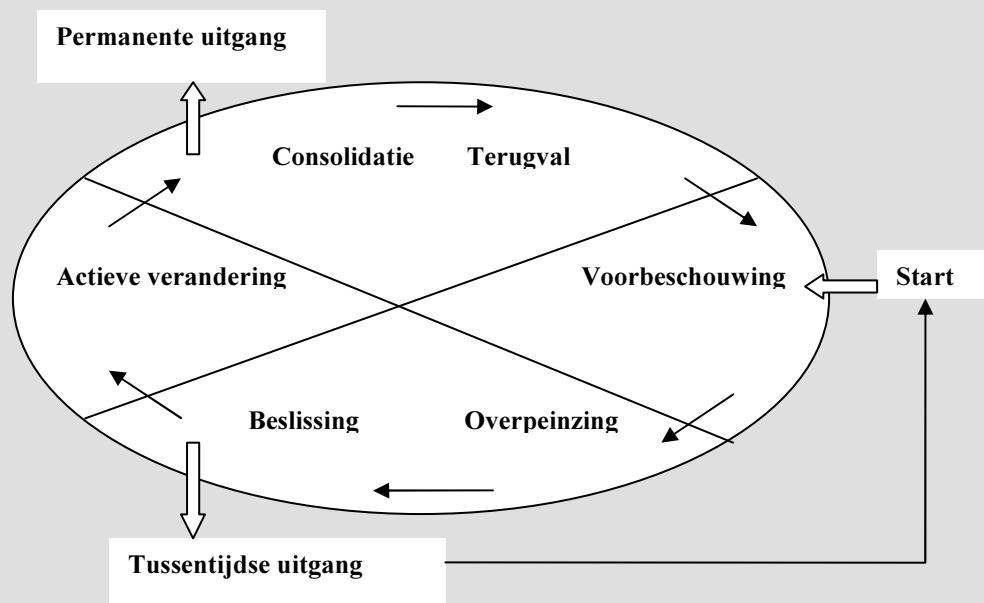 Permanente uitgang
Consolidatie Terugval
Actieve verandering Voorbeschouwing Start
Beslissing Overpeinzing
Tussentijdse uitgang